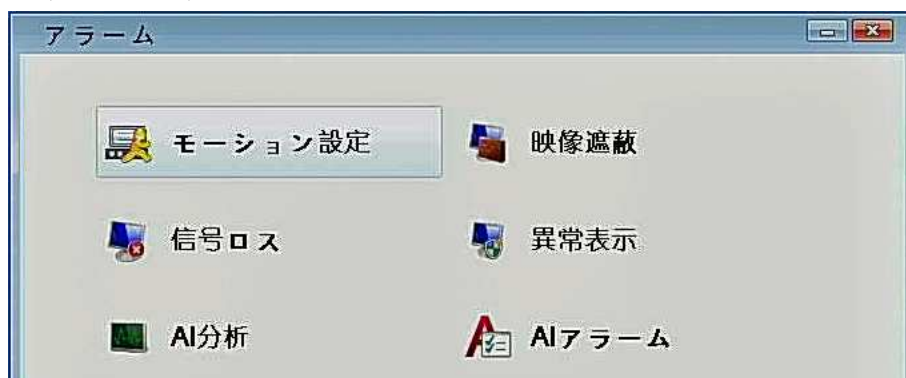 アラーム
モーション設定
映像遮蔽
信号ロス
異常表示
AI分析
AIアラーム